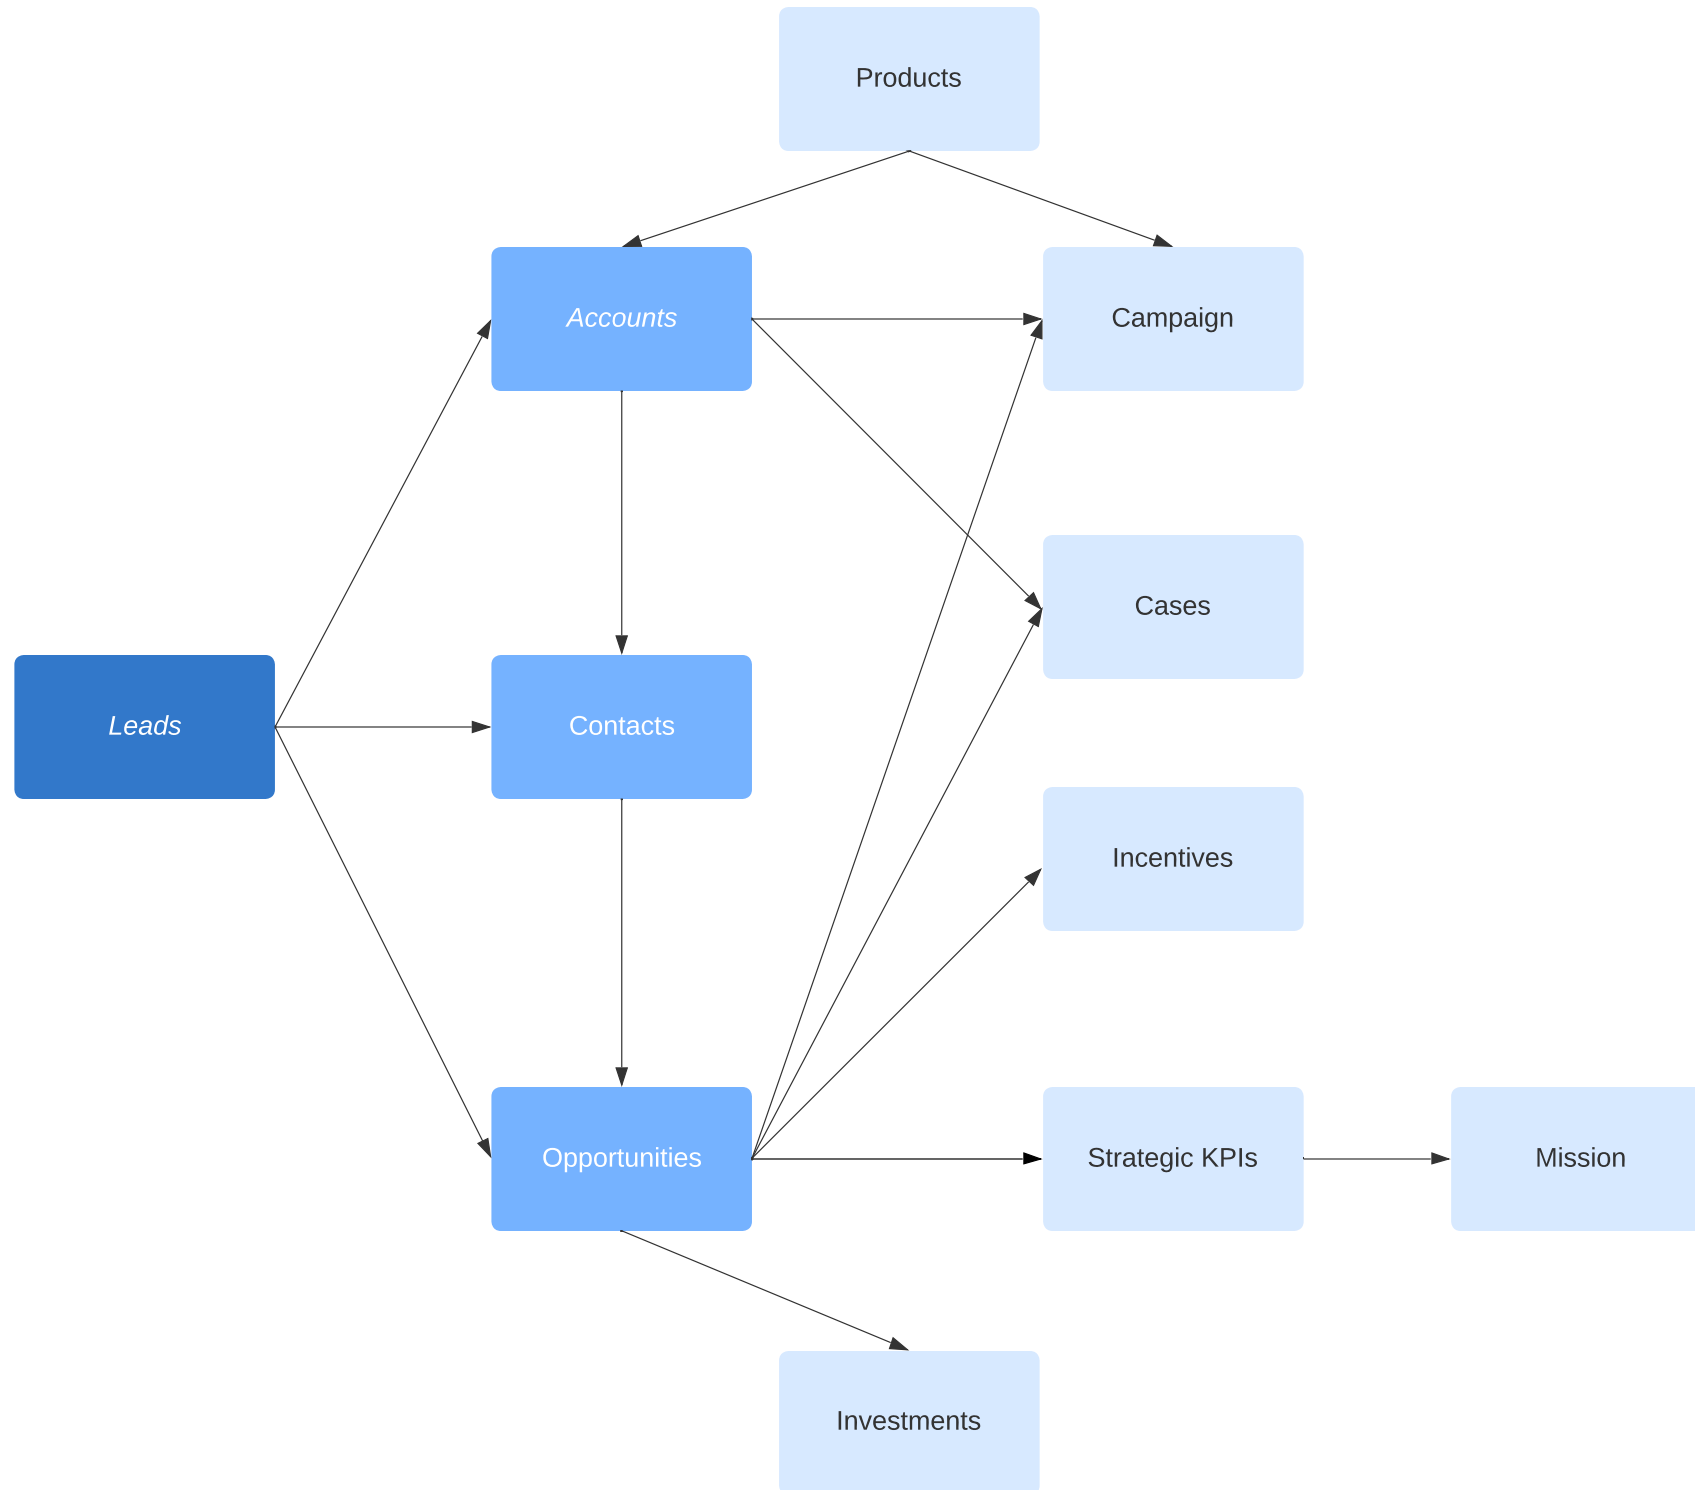 Products
Accounts
Campaign
Cases
Leads
Contacts
Incentives
Opportunities
Strategic KPIs
Mission
Investments